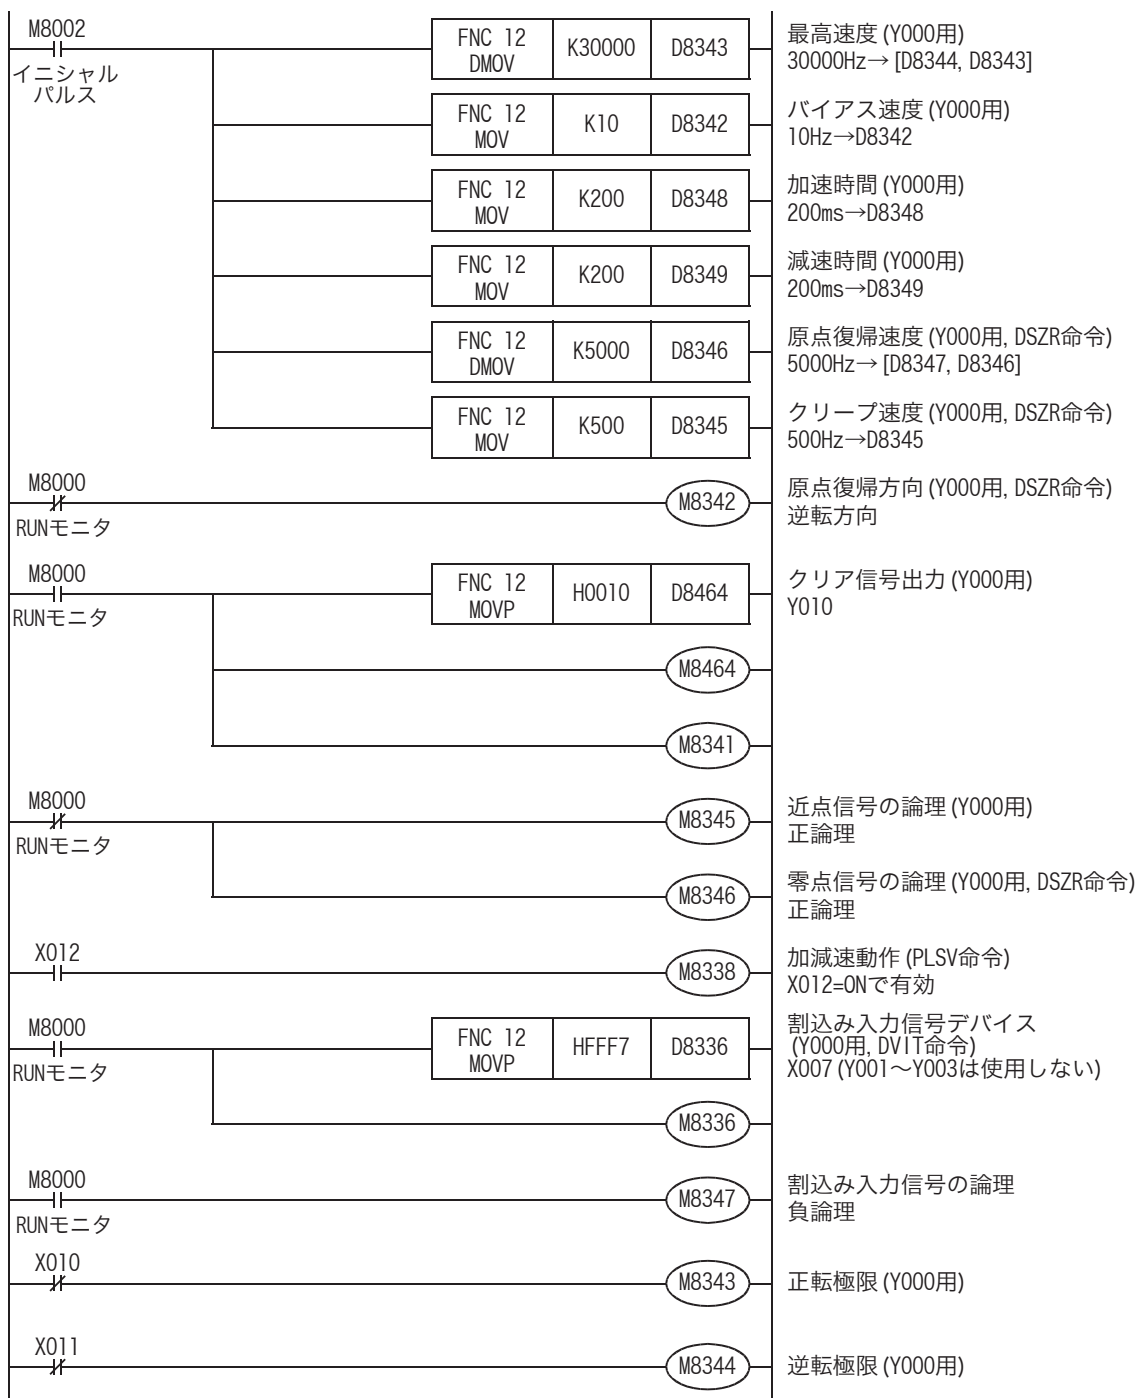 M8002
イニシャル
パルス
FNC 12
DMOV
K30000
D8343
最高速度 (Y000用)
30000Hz→ [D8344, D8343]
FNC 12
MOV
K10
D8342
バイアス速度 (Y000用)
10Hz→D8342
FNC 12
MOV
K200
D8348
加速時間 (Y000用)
200ms→D8348
FNC 12
MOV
K200
D8349
減速時間 (Y000用)
200ms→D8349
FNC 12
DMOV
K5000
D8346
原点復帰速度 (Y000用, DSZR命令)
5000Hz→ [D8347, D8346]
FNC 12
MOV
K500
D8345
クリープ速度 (Y000用, DSZR命令)
500Hz→D8345
M8000
RUNモニタ
M8342
原点復帰方向 (Y000用, DSZR命令)
逆転方向
M8000
RUNモニタ
FNC 12
MOVP
H0010
D8464
クリア信号出力 (Y000用)
Y010
M8464
M8341
M8000
RUNモニタ
M8345
近点信号の論理 (Y000用)
正論理
M8346
零点信号の論理 (Y000用, DSZR命令)
正論理
X012
M8338
加減速動作 (PLSV命令)
X012=ONで有効
M8000
RUNモニタ
FNC 12
MOVP
HFFF7
D8336
割込み入力信号デバイス
(Y000用, DVIT命令)
X007 (Y001～Y003は使用しない)
M8336
M8000
RUNモニタ
M8347
割込み入力信号の論理
負論理
X010
M8343
正転極限 (Y000用)
X011
M8344
逆転極限 (Y000用)